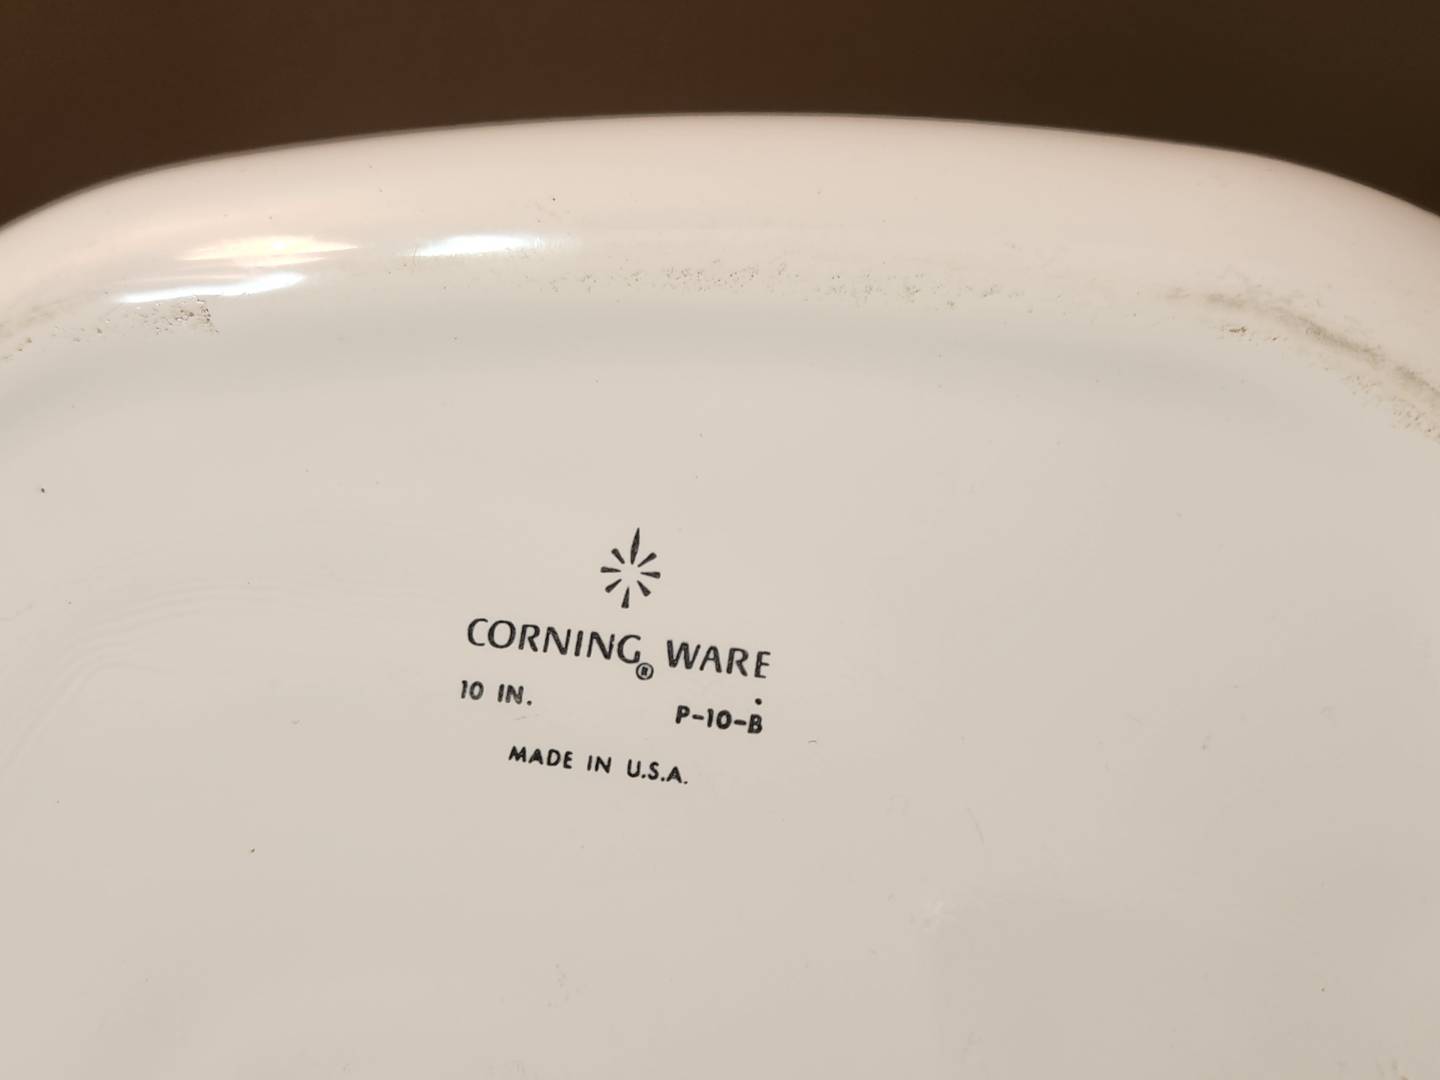 CORNING® WARE
10 IN. P-10-B
MADE IN U.S.A.